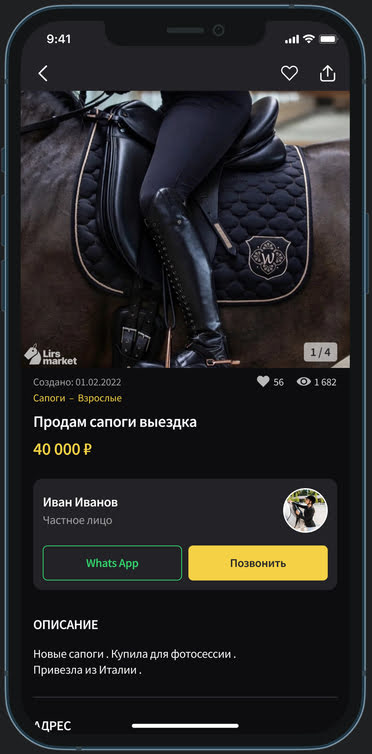 9:41
W
Lirs
market
1 / 4
Создано: 01.02.2022
56
1 682
Сапоги – Взрослые
Продам сапоги выездка
40 000 ₽
Иван Иванов
Частное лицо
Whats App
Позвонить
ОПИСАНИЕ
Новые сапоги . Купила для фотосессии .
Привезла из Италии .
АДРЕС